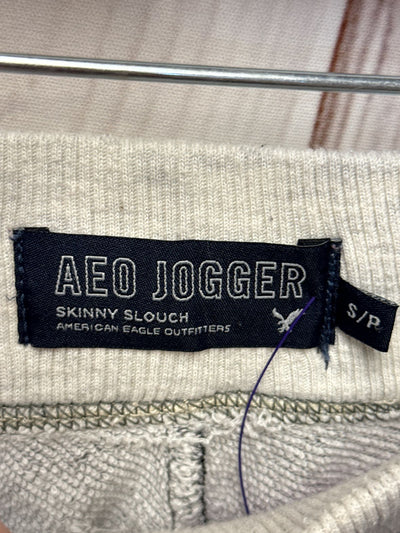 AEO JOGGER
SKINNY SLOUCH
AMERICAN EAGLE OUTFITTERS
S/P